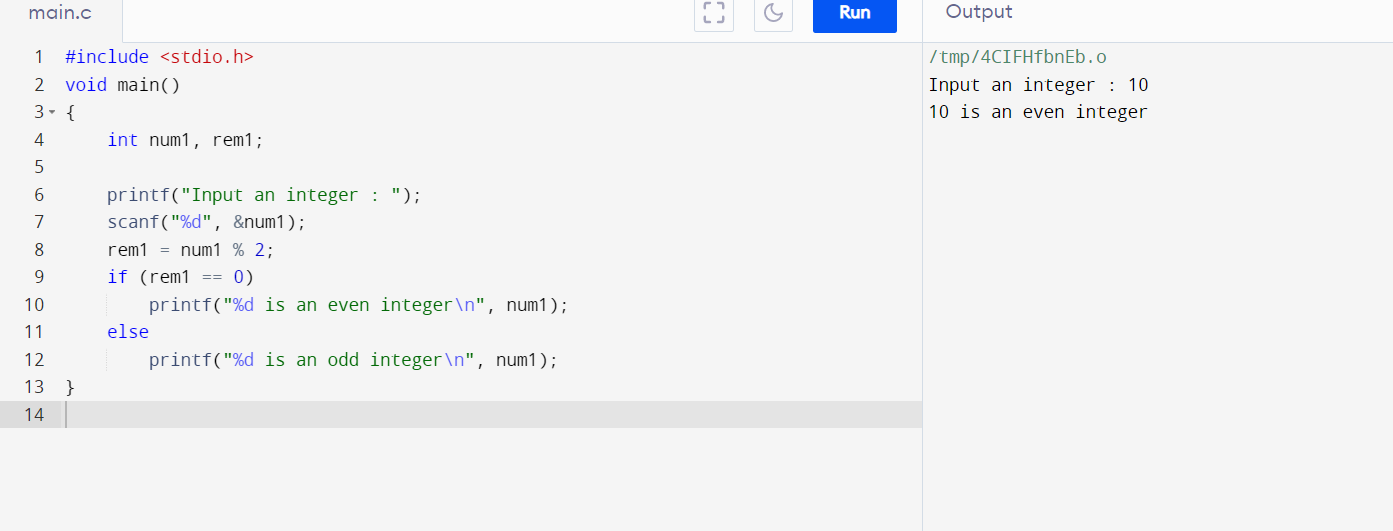 main.c
Run
Output
1 #include <stdio.h>
2 void main()
3 {
4     int num1, rem1;
5
6     printf("Input an integer : ");
7     scanf("%d", &num1);
8     rem1 = num1 % 2;
9     if (rem1 == 0)
10         printf("%d is an even integer\n", num1);
11     else
12         printf("%d is an odd integer\n", num1);
13 }
14
/tmp/4CIFHfbnEb.o
Input an integer : 10
10 is an even integer